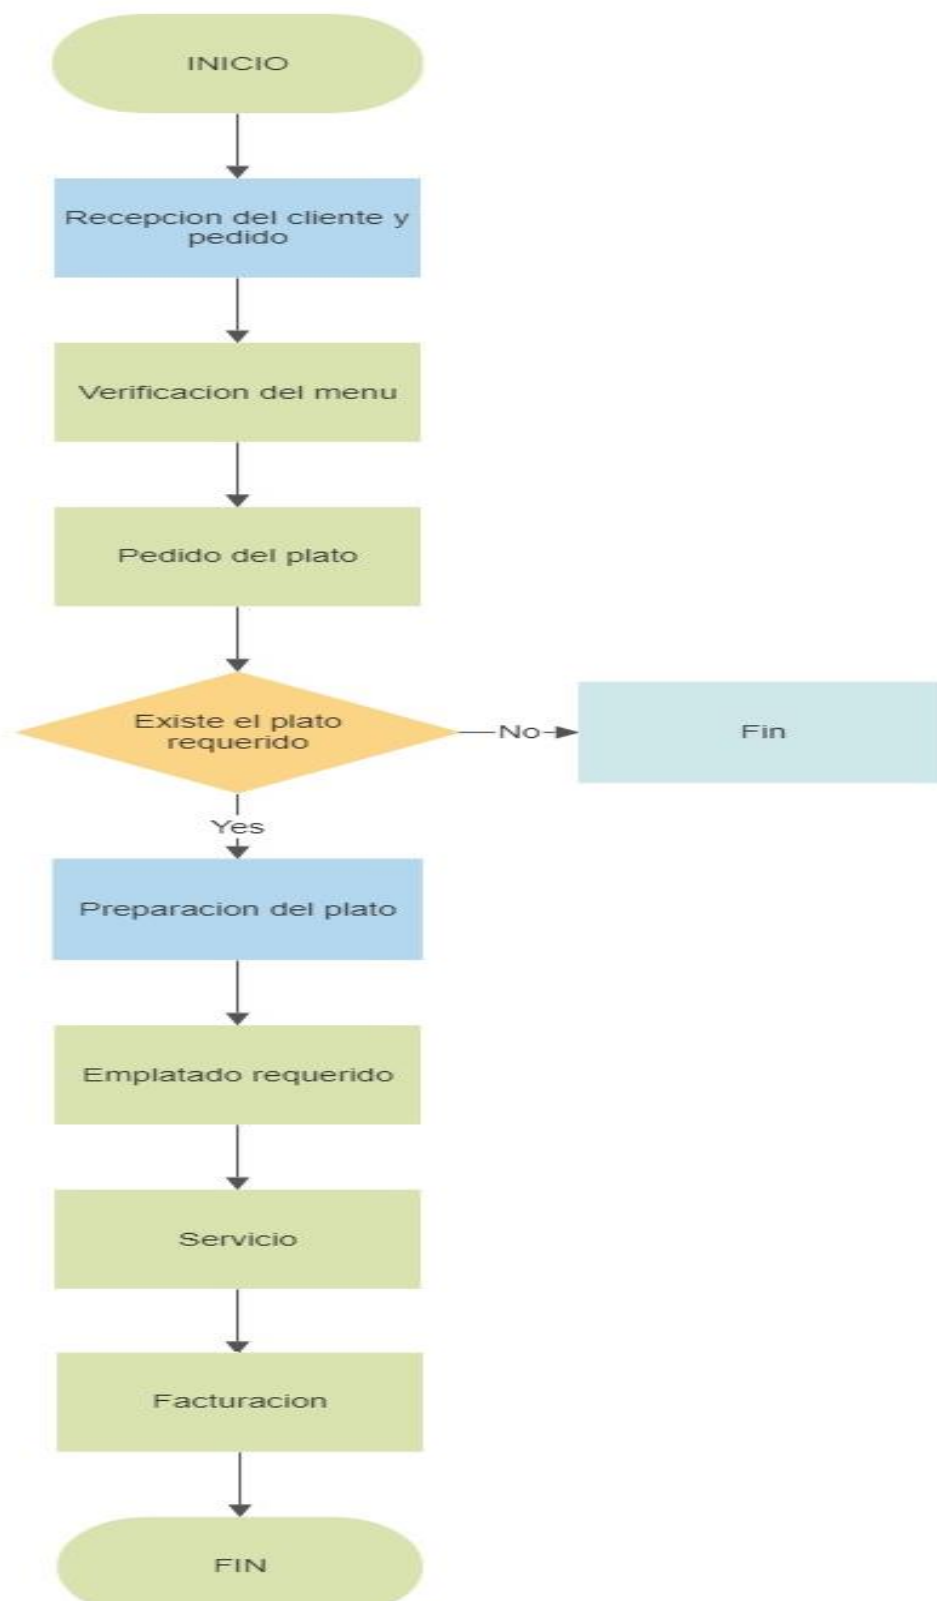 INICIO
Recepcion del cliente y
pedido
Verificacion del menu
Pedido del plato
Existe el plato
requerido
No
Fin
Yes
Preparacion del plato
Emplatado requerido
Servicio
Facturacion
FIN